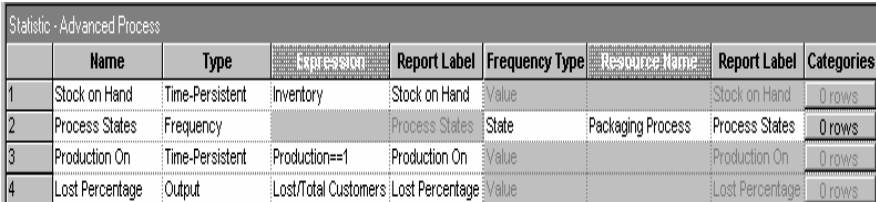 Statistic - Advanced Process
Name Type Expression Report Label Frequency Type Resource Name Report Label Categories
1 Stock on Hand Time-Persistent Inventory Stock on Hand Value Stock on Hand 0 rows
2 Process States Frequency Process States State Packaging Process Process States 0 rows
3 Production On Time-Persistent Production==1 Production On Value Production On 0 rows
4 Lost Percentage Output Lost/Total Customers Lost Percentage Value Lost Percentage 0 rows